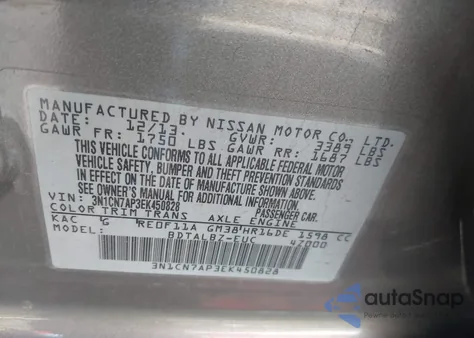 MANUFACTURED BY NISSAN MOTOR CO., LTD.
DATE: 12/13 GVWR: 3389 LBS
GAWR FR: 1750 LBS GAWR RR: 1687 LBS
THIS VEHICLE CONFORMS TO ALL APPLICABLE FEDERAL MOTOR
VEHICLE SAFETY, BUMPER AND THEFT PREVENTION STANDARDS
IN EFFECT ON THE DATE OF MANUFACTURE SHOWN ABOVE.
SEE OWNER'S MANUAL FOR ADDITIONAL INFORMATION.
VIN: 3N1CN7AP3EK450828 PASSENGER CAR.
COLOR TRIM TRANS AXLE ENGINE
KAC G RE0F11A GM38 HR16DE 1598 CC
MODEL: BDTALBZ-EUC 4Z000
3N1CN7AP3EK450828
autoSnap